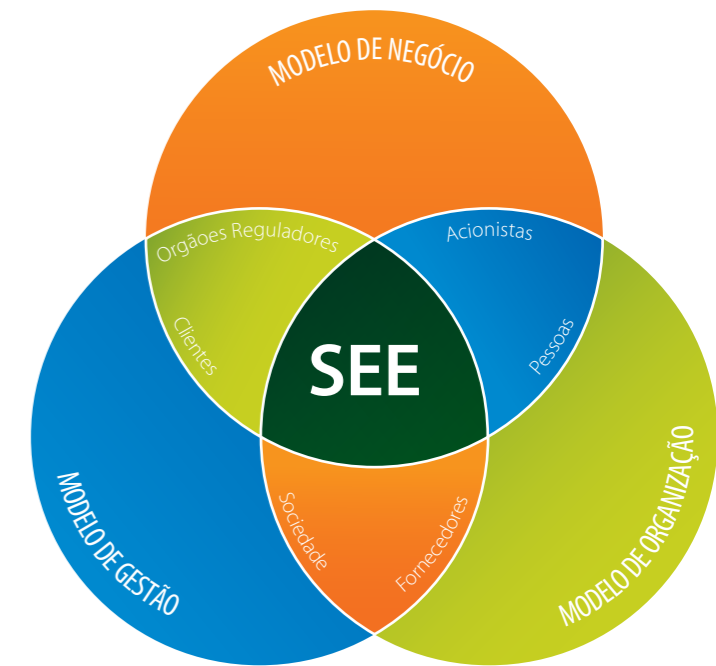 MODELO DE NEGÓCIO
Orgãoes Reguladores
Acionistas
Clientes
Pessoas
SEE
Sociedade
Fornecedores
MODELO DE GESTÃO
MODELO DE ORGANIZAÇÃO